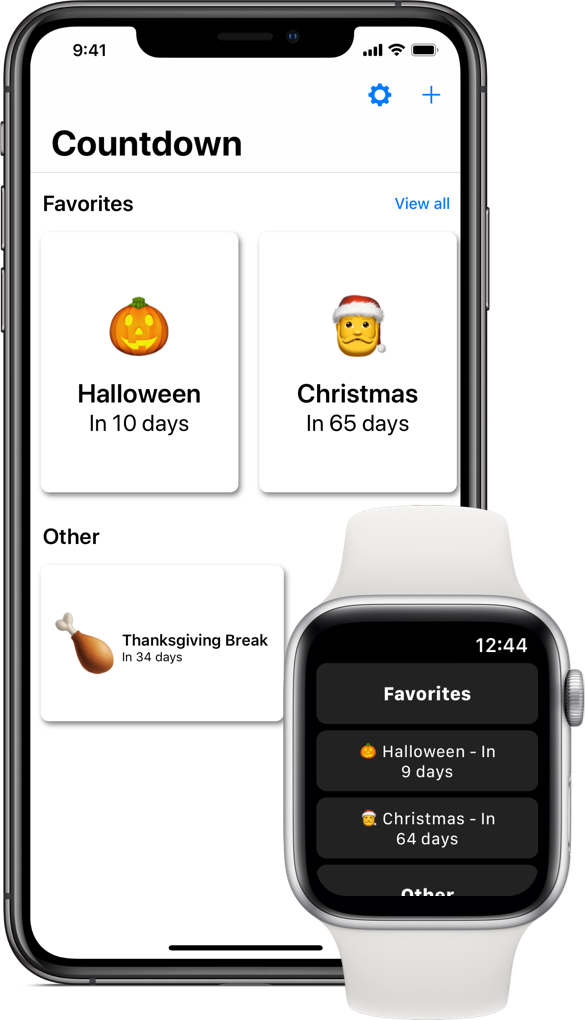 9:41
Countdown
Favorites
View all
Halloween
In 10 days
Christmas
In 65 days
Other
Thanksgiving Break
In 34 days
12:44
Favorites
🎃 Halloween - In
9 days
🎅 Christmas - In
64 days
Other